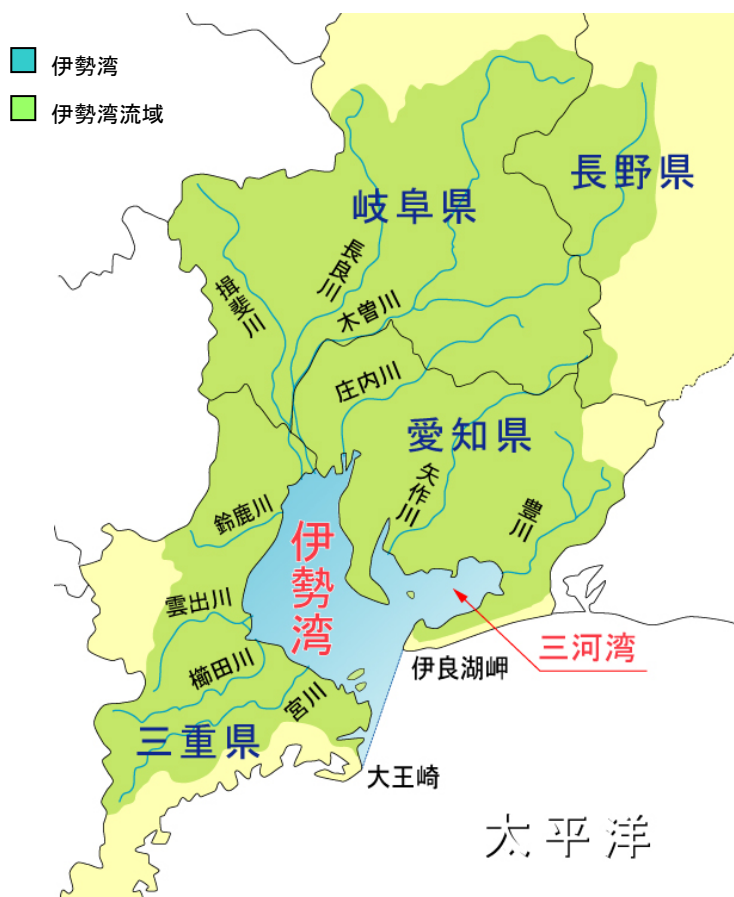 伊勢湾
伊勢湾流域
長野県
岐阜県
揖斐川
長良川
木曽川
庄内川
愛知県
矢作川
豊川
鈴鹿川
伊勢湾
雲出川
櫛田川
宮川
三重県
三河湾
伊良湖岬
大王崎
太平洋